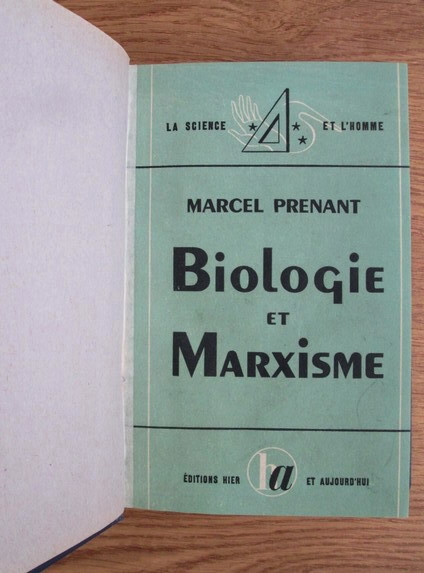 LA SCIENCE ET L'HOMME
MARCEL PRENANT
Biologie
ET
MARXISME
ÉDITIONS HIER ha ET AUJOURD'HUI